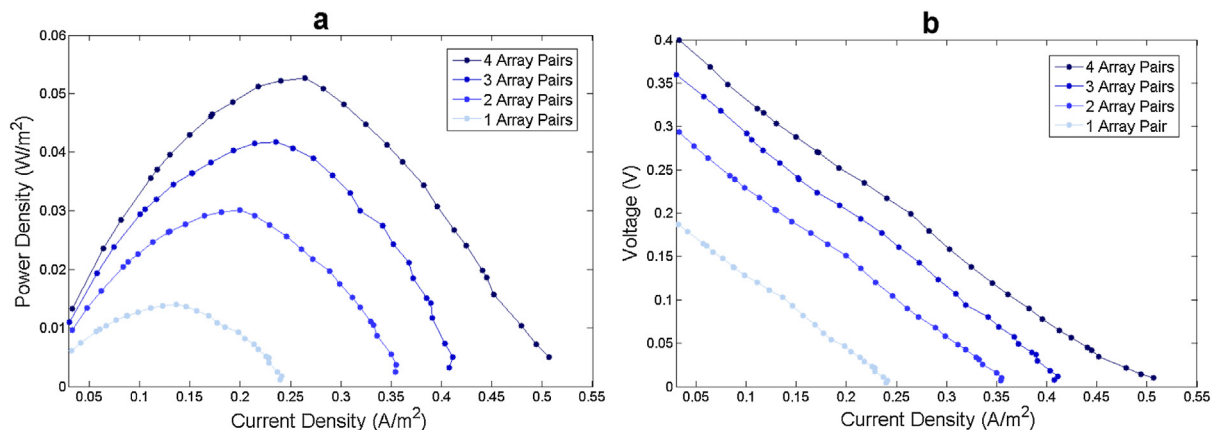 a
0.06
0.05
0.04
0.03
0.02
0.01
0
Power Density (W/m²)
4 Array Pairs
3 Array Pairs
2 Array Pairs
1 Array Pairs
0.05 0.1 0.15 0.2 0.25 0.3 0.35 0.4 0.45 0.5 0.55
Current Density (A/m²)
b
0.4
0.35
0.3
0.25
0.2
0.15
0.1
0.05
0
Voltage (V)
4 Array Pairs
3 Array Pairs
2 Array Pairs
1 Array Pair
0.05 0.1 0.15 0.2 0.25 0.3 0.35 0.4 0.45 0.5 0.55
Current Density (A/m²)